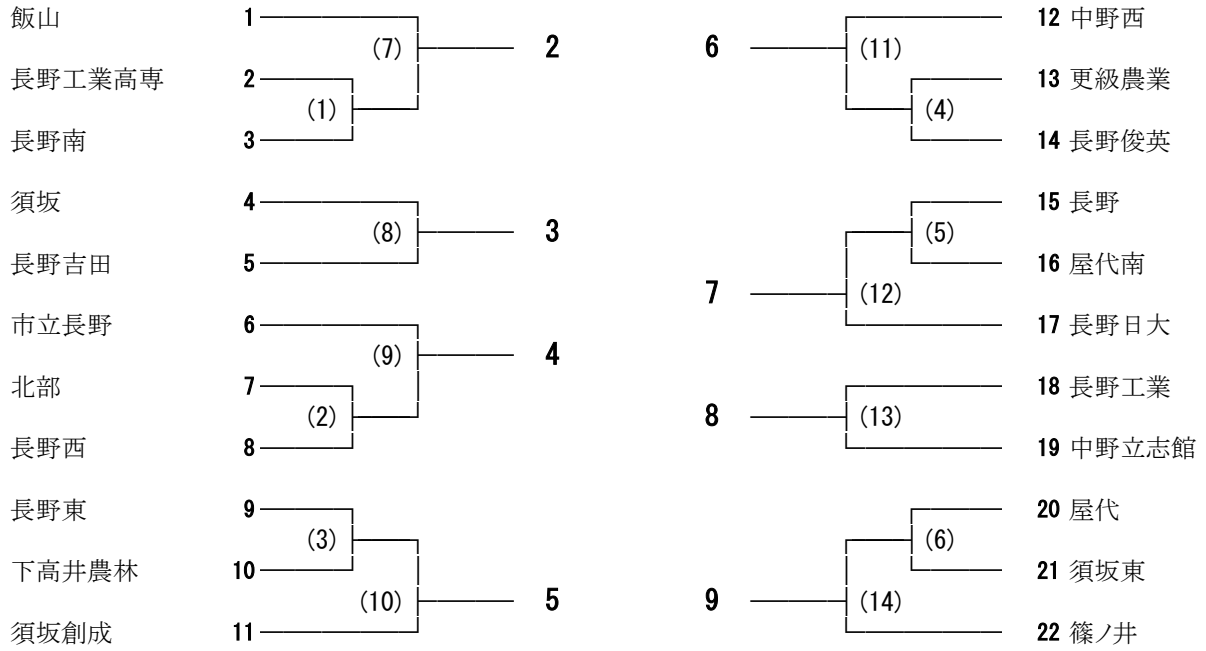 飯山 1 (7) 2 6 (11) 12 中野西
長野工業高専 2 (1) (4) 13 更級農業
長野南 3 14 長野俊英
須坂 4 (8) 3 (5) 15 長野
長野吉田 5 7 (12) 16 屋代南
市立長野 6 (9) 4 17 長野日大
北部 7 (2) 8 (13) 18 長野工業
長野西 8 19 中野立志館
長野東 9 (3) (6) 20 屋代
下高井農林 10 (10) 5 9 (14) 21 須坂東
須坂創成 11 22 篠ノ井